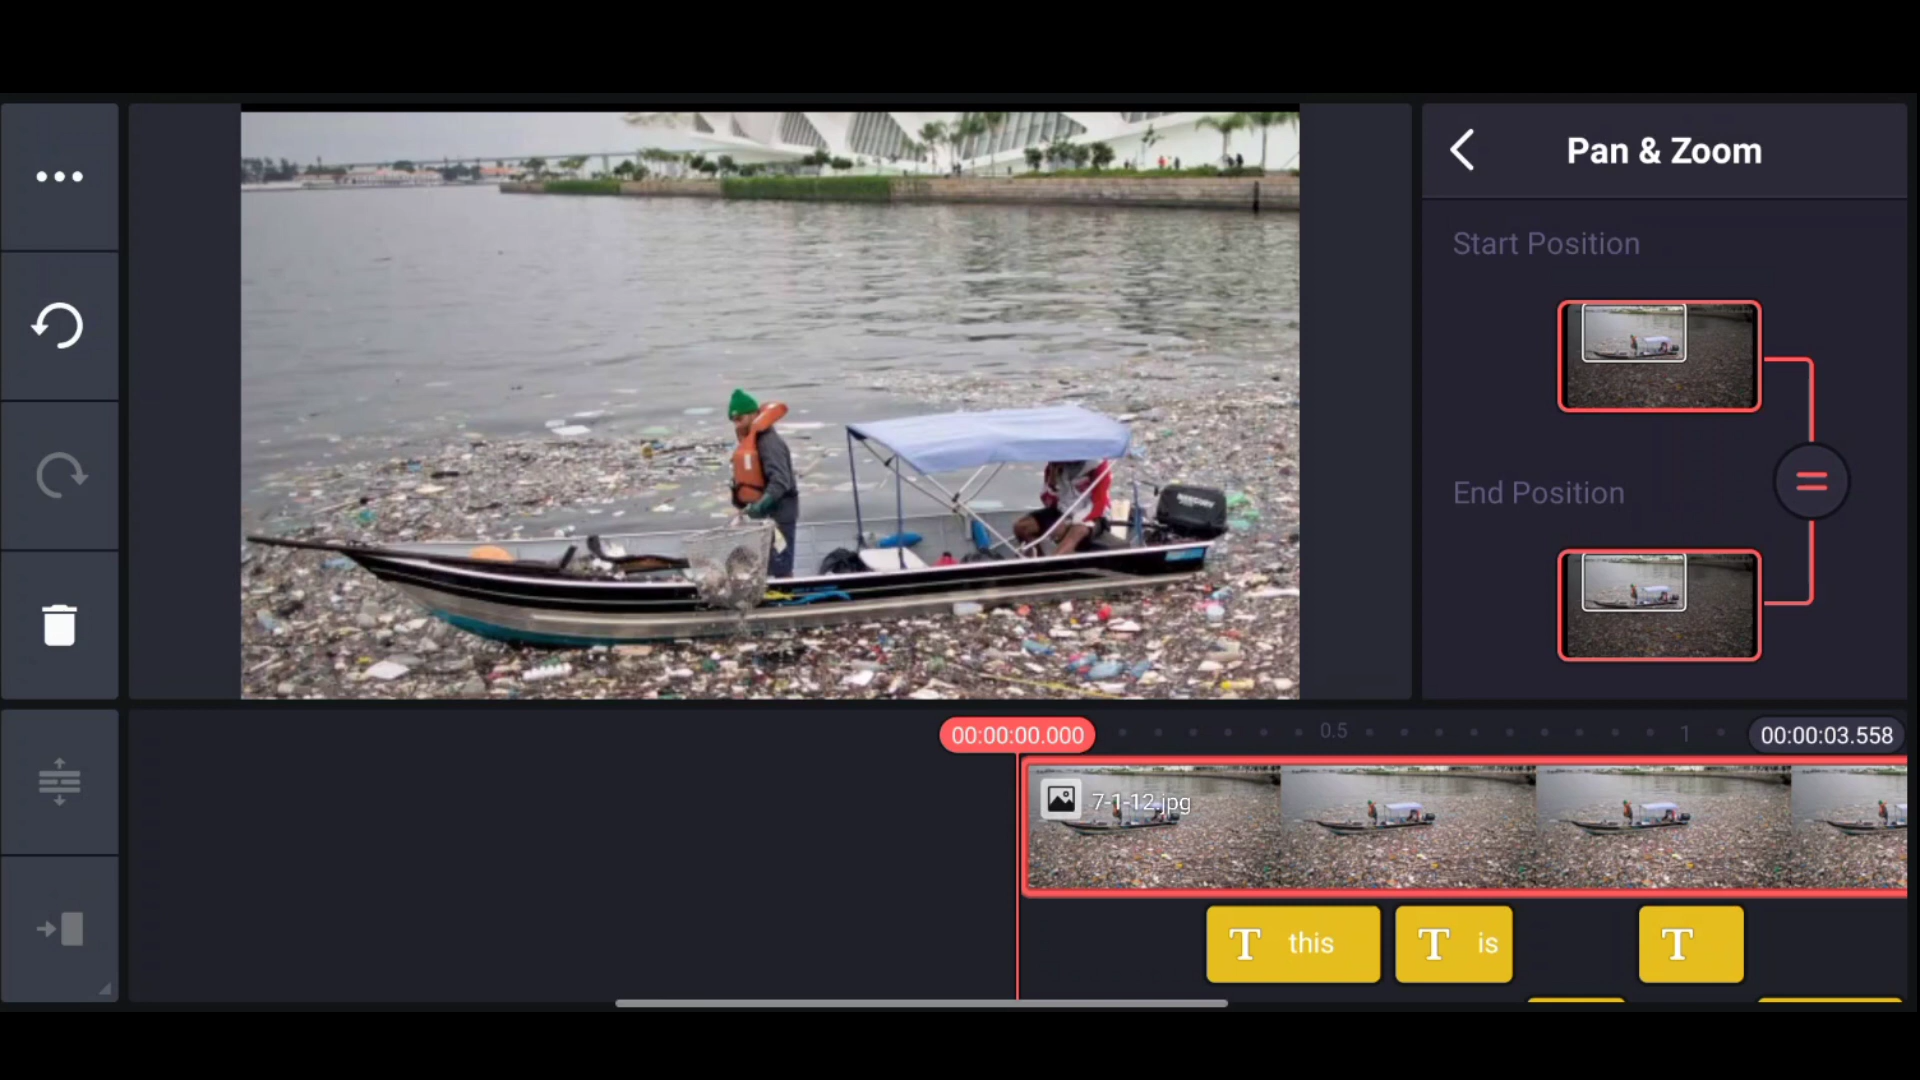 Pan & Zoom
Start Position
End Position
00:00:00.000
0.5
1
00:00:03.558
7-1-12.jpg
T this
T is
T